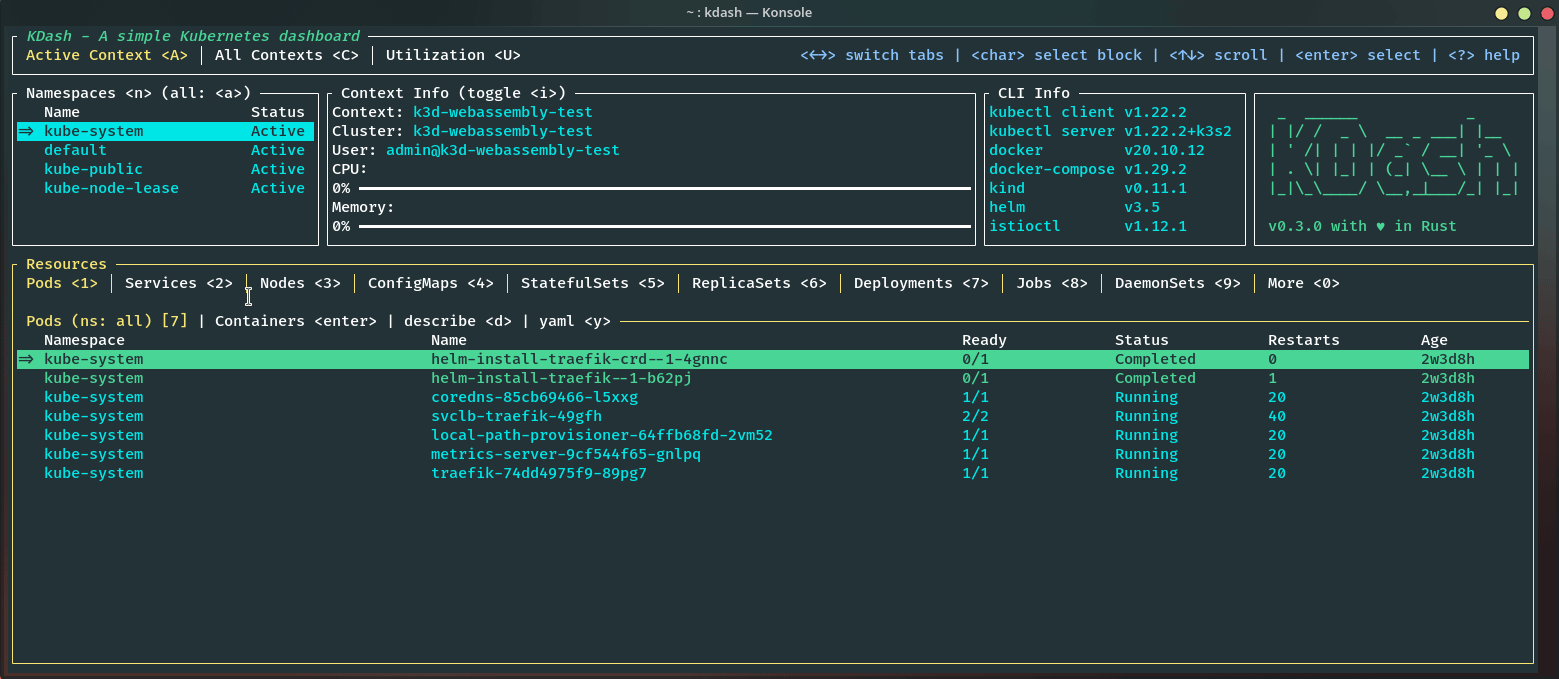 ~ : kdash — Konsole
KDash - A simple Kubernetes dashboard
Active Context <A> │ All Contexts <C> │ Utilization <U>
<←→> switch tabs | <char> select block | <↑↓> scroll | <enter> select | <?> help
Namespaces <n> (all: <a>)
Name Status
⇒ kube-system Active
default Active
kube-public Active
kube-node-lease Active
Context Info (toggle <i>)
Context: k3d-webassembly-test
Cluster: k3d-webassembly-test
User: admin@k3d-webassembly-test
CPU:
0%
Memory:
0%
CLI Info
kubectl client v1.22.2
kubectl server v1.22.2+k3s2
docker v20.10.12
docker-compose v1.29.2
kind v0.11.1
helm v3.5
istioctl v1.12.1
KDash
v0.3.0 with ♥ in Rust
Resources
Pods <1> │ Services <2> │ Nodes <3> │ ConfigMaps <4> │ StatefulSets <5> │ ReplicaSets <6> │ Deployments <7> │ Jobs <8> │ DaemonSets <9> │ More <0>
Pods (ns: all) [7] | Containers <enter> | describe <d> | yaml <y>
Namespace Name Ready Status Restarts Age
⇒ kube-system helm-install-traefik-crd--1-4gnnc 0/1 Completed 0 2w3d8h
kube-system helm-install-traefik--1-b62pj 0/1 Completed 1 2w3d8h
kube-system coredns-85cb69466-l5xxg 1/1 Running 20 2w3d8h
kube-system svclb-traefik-49gfh 2/2 Running 40 2w3d8h
kube-system local-path-provisioner-64ffb68fd-2vm52 1/1 Running 20 2w3d8h
kube-system metrics-server-9cf544f65-gnlpq 1/1 Running 20 2w3d8h
kube-system traefik-74dd4975f9-89pg7 1/1 Running 20 2w3d8h